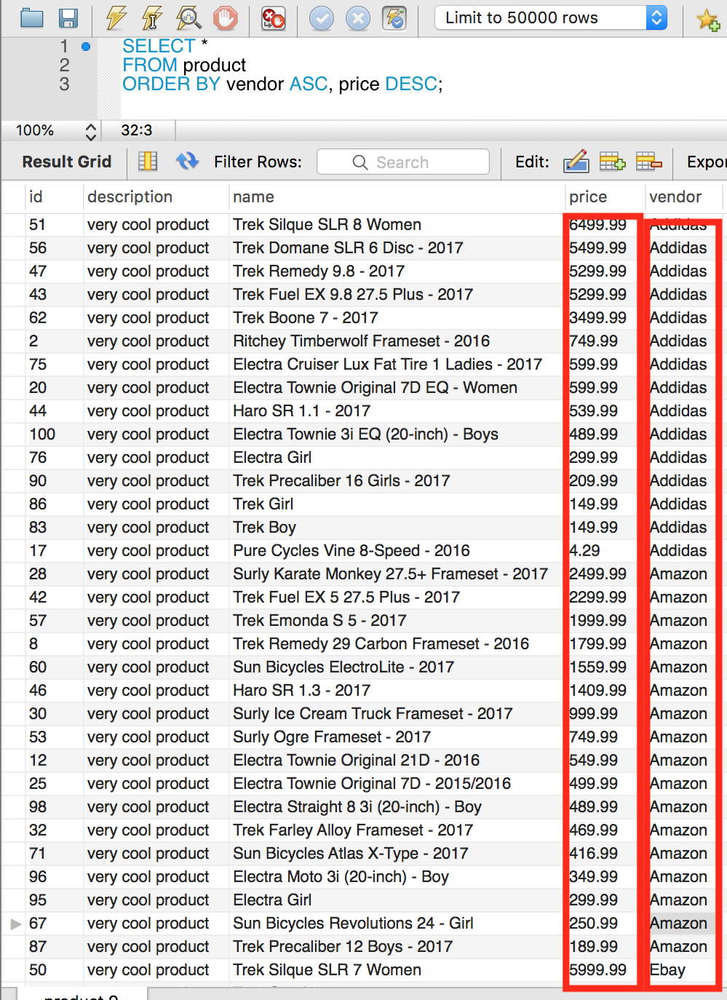 Limit to 50000 rows
1 SELECT *
2 FROM product
3 ORDER BY vendor ASC, price DESC;
100% 32:3
Result Grid Filter Rows: Search Edit: Expor
id description name price vendor
51 very cool product Trek Silque SLR 8 Women 6499.99 Addidas
56 very cool product Trek Domane SLR 6 Disc - 2017 5499.99 Addidas
47 very cool product Trek Remedy 9.8 - 2017 5299.99 Addidas
43 very cool product Trek Fuel EX 9.8 27.5 Plus - 2017 5299.99 Addidas
62 very cool product Trek Boone 7 - 2017 3499.99 Addidas
2 very cool product Ritchey Timberwolf Frameset - 2016 749.99 Addidas
75 very cool product Electra Cruiser Lux Fat Tire 1 Ladies - 2017 599.99 Addidas
20 very cool product Electra Townie Original 7D EQ - Women 599.99 Addidas
44 very cool product Haro SR 1.1 - 2017 539.99 Addidas
100 very cool product Electra Townie 3i EQ (20-inch) - Boys 489.99 Addidas
76 very cool product Electra Girl 299.99 Addidas
90 very cool product Trek Precaliber 16 Girls - 2017 209.99 Addidas
86 very cool product Trek Girl 149.99 Addidas
83 very cool product Trek Boy 149.99 Addidas
17 very cool product Pure Cycles Vine 8-Speed - 2016 4.29 Addidas
28 very cool product Surly Karate Monkey 27.5+ Frameset - 2017 2499.99 Amazon
42 very cool product Trek Fuel EX 5 27.5 Plus - 2017 2299.99 Amazon
57 very cool product Trek Emonda S 5 - 2017 1999.99 Amazon
8 very cool product Trek Remedy 29 Carbon Frameset - 2016 1799.99 Amazon
60 very cool product Sun Bicycles ElectroLite - 2017 1559.99 Amazon
46 very cool product Haro SR 1.3 - 2017 1409.99 Amazon
30 very cool product Surly Ice Cream Truck Frameset - 2017 999.99 Amazon
53 very cool product Surly Ogre Frameset - 2017 749.99 Amazon
12 very cool product Electra Townie Original 21D - 2016 549.99 Amazon
25 very cool product Electra Townie Original 7D - 2015/2016 499.99 Amazon
98 very cool product Electra Straight 8 3i (20-inch) - Boy 489.99 Amazon
32 very cool product Trek Farley Alloy Frameset - 2017 469.99 Amazon
71 very cool product Sun Bicycles Atlas X-Type - 2017 416.99 Amazon
96 very cool product Electra Moto 3i (20-inch) - Boy 349.99 Amazon
95 very cool product Electra Girl 299.99 Amazon
67 very cool product Sun Bicycles Revolutions 24 - Girl 250.99 Amazon
87 very cool product Trek Precaliber 12 Boys - 2017 189.99 Amazon
50 very cool product Trek Silque SLR 7 Women 5999.99 Ebay